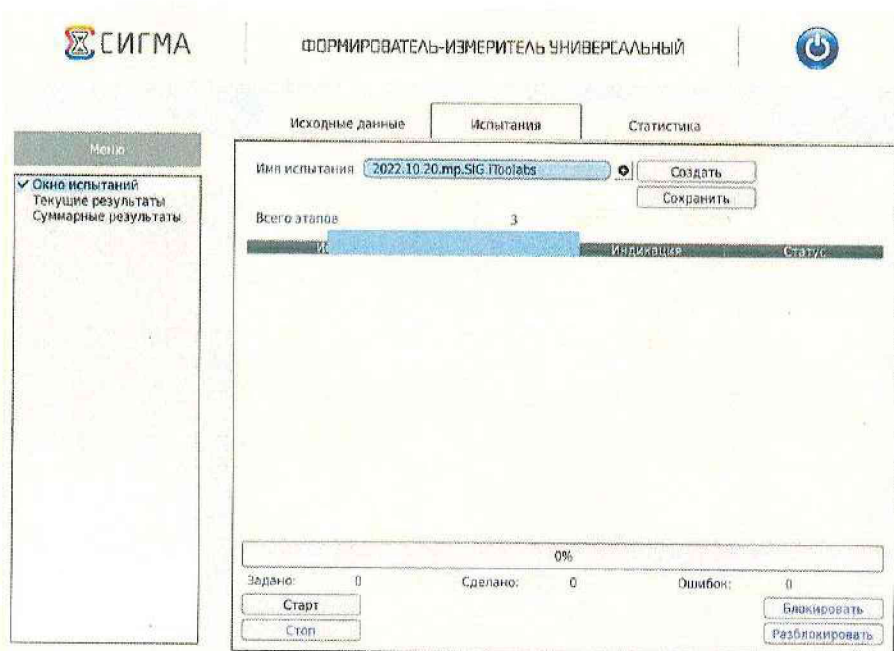 СИГМА
ФОРМИРОВАТЕЛЬ-ИЗМЕРИТЕЛЬ УНИВЕРСАЛЬНЫЙ
Исходные данные Испытания Статистика
Меню
Окно испытаний
Текущие результаты
Суммарные результаты
Имя испытания 2022.10.20.mp.SIG.iToolabs Создать
Сохранить
Всего этапов 3
Индикация Статус
0%
Задано: 0 Сделано: 0 Ошибок: 0
Старт Блокировать
Стоп Разблокировать